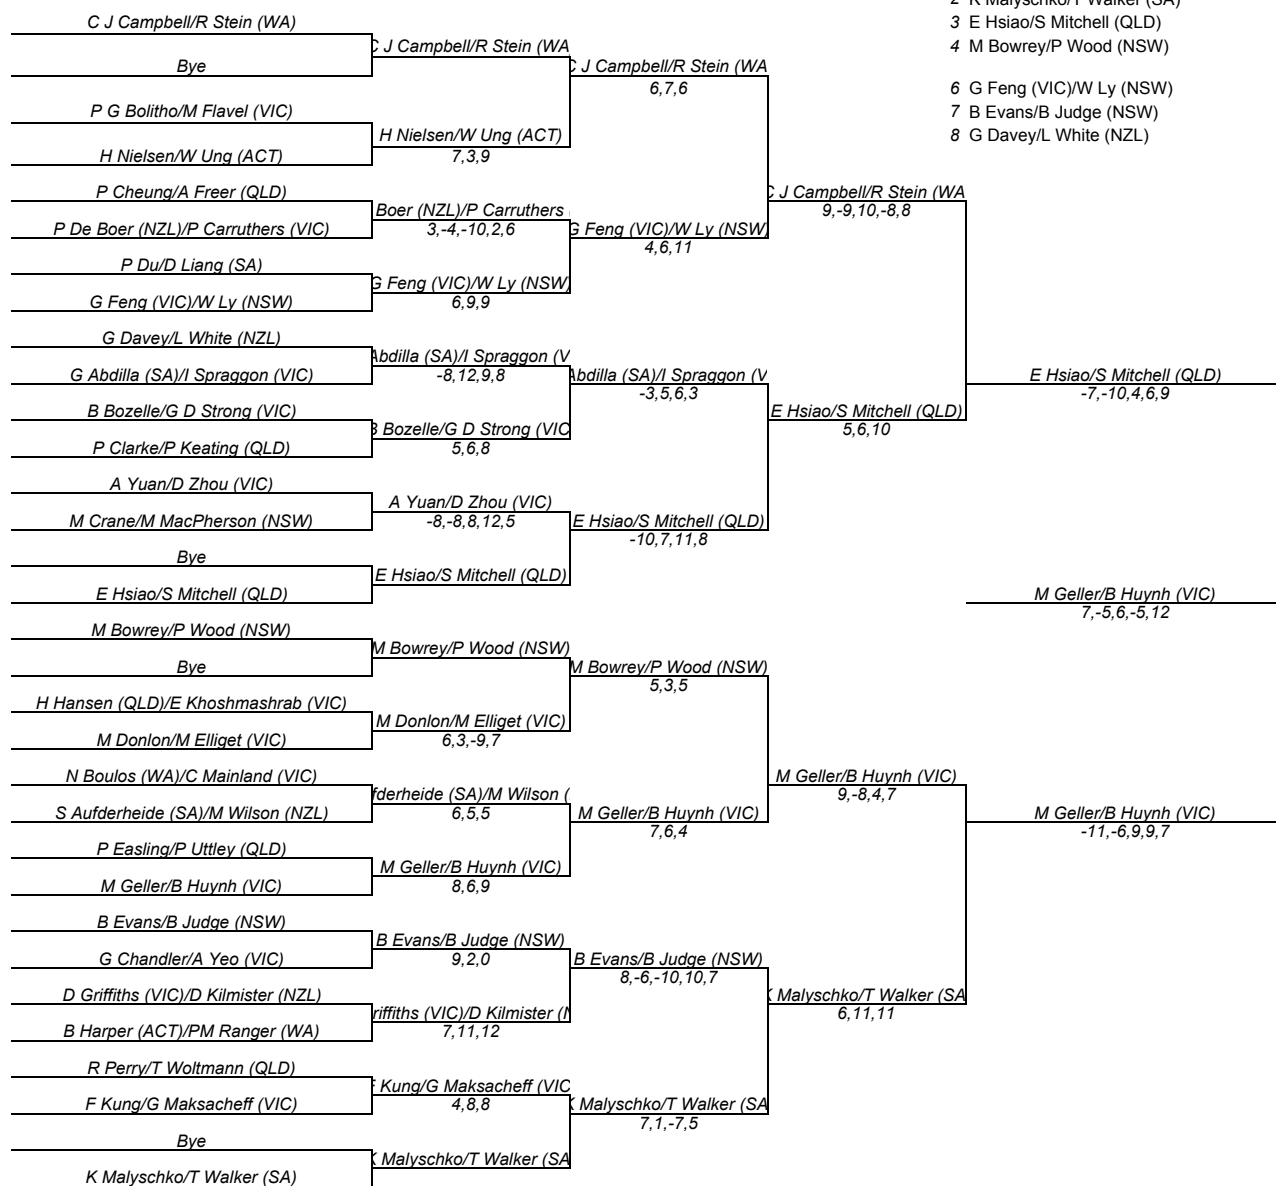 2 K Malyschko/T Walker (SA)
3 E Hsiao/S Mitchell (QLD)
4 M Bowrey/P Wood (NSW)
6 G Feng (VIC)/W Ly (NSW)
7 B Evans/B Judge (NSW)
8 G Davey/L White (NZL)
C J Campbell/R Stein (WA)
Bye
P G Bolitho/M Flavel (VIC)
H Nielsen/W Ung (ACT)
P Cheung/A Freer (QLD)
P De Boer (NZL)/P Carruthers (VIC)
P Du/D Liang (SA)
G Feng (VIC)/W Ly (NSW)
G Davey/L White (NZL)
G Abdilla (SA)/I Spraggon (VIC)
B Bozelle/G D Strong (VIC)
P Clarke/P Keating (QLD)
A Yuan/D Zhou (VIC)
M Crane/M MacPherson (NSW)
Bye
E Hsiao/S Mitchell (QLD)
M Bowrey/P Wood (NSW)
Bye
H Hansen (QLD)/E Khoshmashrab (VIC)
M Donlon/M Elliget (VIC)
N Boulos (WA)/C Mainland (VIC)
S Aufderheide (SA)/M Wilson (NZL)
P Easling/P Uttley (QLD)
M Geller/B Huynh (VIC)
B Evans/B Judge (NSW)
G Chandler/A Yeo (VIC)
D Griffiths (VIC)/D Kilmister (NZL)
B Harper (ACT)/PM Ranger (WA)
R Perry/T Woltmann (QLD)
F Kung/G Maksacheff (VIC)
Bye
K Malyschko/T Walker (SA)
C J Campbell/R Stein (WA
H Nielsen/W Ung (ACT)
7,3,9
Boer (NZL)/P Carruthers
3,-4,-10,2,6
G Feng (VIC)/W Ly (NSW)
6,9,9
Abdilla (SA)/I Spraggon (V
-8,12,9,8
B Bozelle/G D Strong (VIC
5,6,8
A Yuan/D Zhou (VIC)
-8,-8,8,12,5
E Hsiao/S Mitchell (QLD)
M Bowrey/P Wood (NSW)
M Donlon/M Elliget (VIC)
6,3,-9,7
fderheide (SA)/M Wilson (
6,5,5
M Geller/B Huynh (VIC)
8,6,9
B Evans/B Judge (NSW)
9,2,0
riffiths (VIC)/D Kilmister (N
7,11,12
F Kung/G Maksacheff (VIC
4,8,8
K Malyschko/T Walker (SA
C J Campbell/R Stein (WA
6,7,6
G Feng (VIC)/W Ly (NSW)
4,6,11
Abdilla (SA)/I Spraggon (V
-3,5,6,3
E Hsiao/S Mitchell (QLD)
-10,7,11,8
M Bowrey/P Wood (NSW)
5,3,5
M Geller/B Huynh (VIC)
7,6,4
B Evans/B Judge (NSW)
8,-6,-10,10,7
K Malyschko/T Walker (SA
7,1,-7,5
C J Campbell/R Stein (WA
9,-9,10,-8,8
E Hsiao/S Mitchell (QLD)
5,6,10
M Geller/B Huynh (VIC)
9,-8,4,7
K Malyschko/T Walker (SA
6,11,11
E Hsiao/S Mitchell (QLD)
-7,-10,4,6,9
M Geller/B Huynh (VIC)
7,-5,6,-5,12
M Geller/B Huynh (VIC)
-11,-6,9,9,7